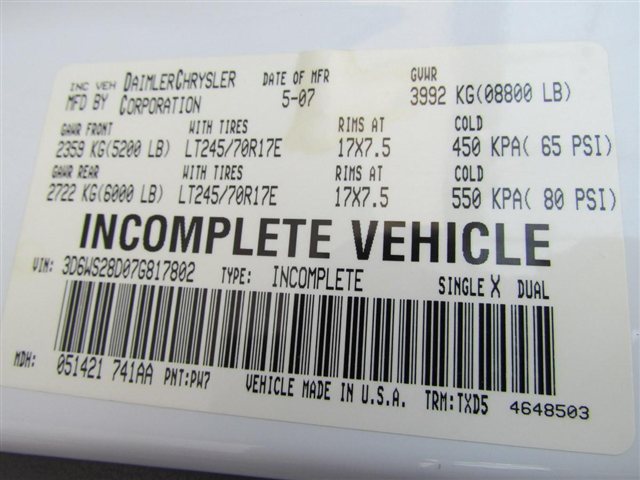 INC VEH DAIMLERCHRYSLER DATE OF MFR GVWR
MFD BY CORPORATION 5-07 3992 KG(08800 LB)
GAWR FRONT WITH TIRES RIMS AT COLD
2359 KG(5200 LB) LT245/70R17E 17X7.5 450 KPA( 65 PSI)
GAWR REAR WITH TIRES RIMS AT COLD
2722 KG(6000 LB) LT245/70R17E 17X7.5 550 KPA( 80 PSI)
INCOMPLETE VEHICLE
VIN: 3D6WS28D07G817802 TYPE: INCOMPLETE SINGLE X DUAL
MDH: 051421 741AA PNT:PW7 VEHICLE MADE IN U.S.A. TRM:TXD5 4648503